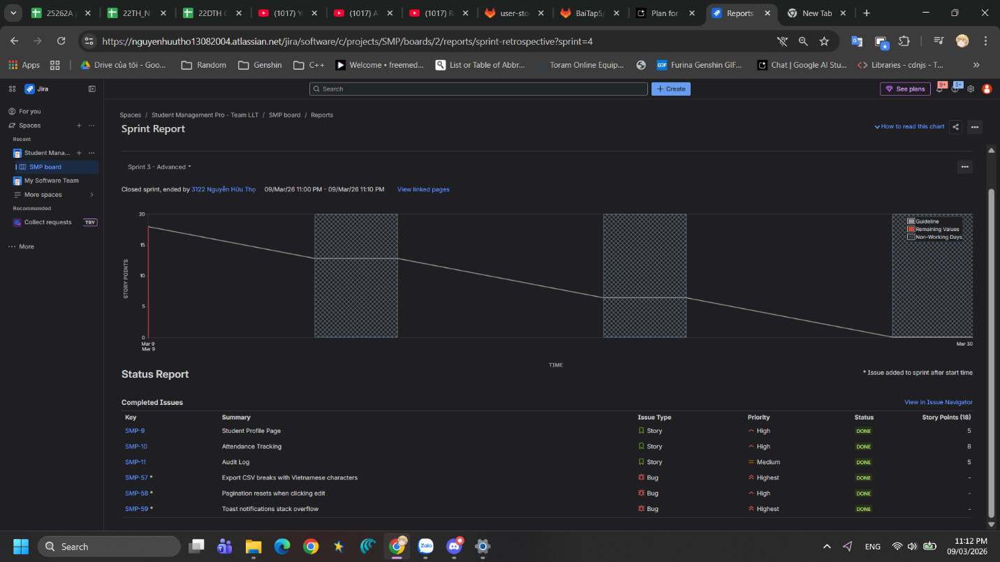 25262A
22TH_N
22DTH C
(1017) Y
(1017) A
(1017) R
user-sto
BaiTap5/
Plan for
Reports
New Tab
https://nguyenhuutho13082004.atlassian.net/jira/software/c/projects/SMP/boards/2/reports/sprint-retrospective?sprint=4
Apps
Drive của tôi - Goo...
Random
Genshin
C++
Welcome • freemed...
List or Table of Abbr...
Toram Online Equip...
Furina Genshin GIF...
Chat | Google AI Stu...
Libraries - cdnjs - T...
Jira
Search
Create
See plans
9+
3+
For you
Spaces
Recent
Student Mana...
SMP board
My Software Team
More spaces
Recommended
Collect requests
TRY
More
Spaces / Student Management Pro - Team LLT / SMP board / Reports
Sprint Report
How to read this chart
Sprint 3 - Advanced
Closed sprint, ended by 3122 Nguyễn Hữu Thọ 09/Mar/26 11:00 PM - 09/Mar/26 11:10 PM View linked pages
STORY POINTS
20
15
10
5
0
Guideline
Remaining Values
Non-Working Days
Mar 9
Mar 9
Mar 30
TIME
Status Report
* Issue added to sprint after start time
Completed Issues
View in Issue Navigator
Key Summary Issue Type Priority Status Story Points (18)
SMP-9 Student Profile Page Story High DONE 5
SMP-10 Attendance Tracking Story High DONE 8
SMP-11 Audit Log Story Medium DONE 5
SMP-57 * Export CSV breaks with Vietnamese characters Bug Highest DONE -
SMP-58 * Pagination resets when clicking edit Bug High DONE -
SMP-59 * Toast notifications stack overflow Bug Highest DONE -
Search
Zalo
ENG
11:12 PM
09/03/2026